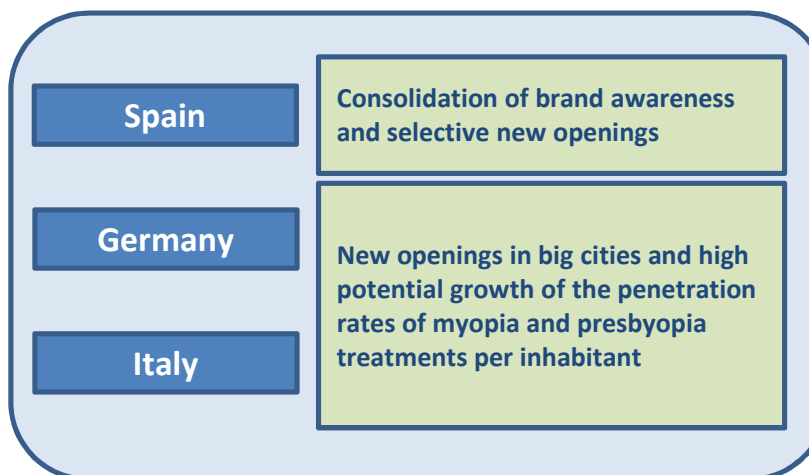 Spain
Consolidation of brand awareness
and selective new openings
Germany
Italy
New openings in big cities and high
potential growth of the penetration
rates of myopia and presbyopia
treatments per inhabitant